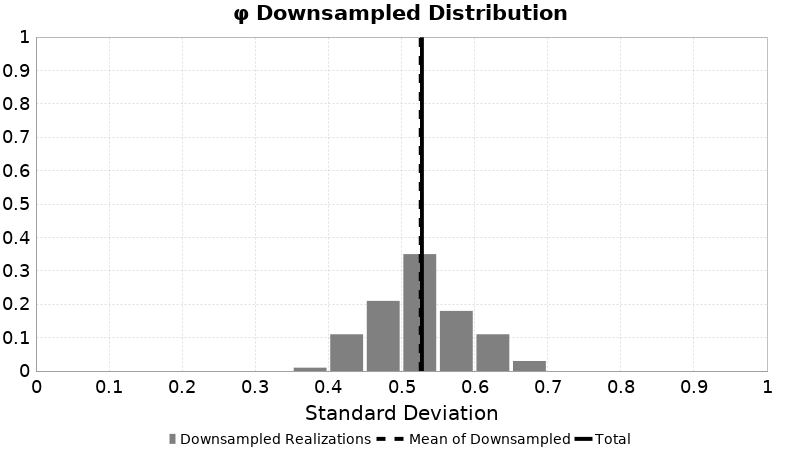 φ Downsampled Distribution
1
0.9
0.8
0.7
0.6
0.5
0.4
0.3
0.2
0.1
0
0 0.1 0.2 0.3 0.4 0.5 0.6 0.7 0.8 0.9 1
Standard Deviation
Downsampled Realizations Mean of Downsampled Total